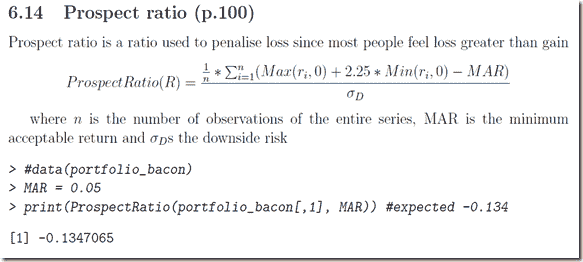 6.14 Prospect ratio (p.100)
Prospect ratio is a ratio used to penalise loss since most people feel loss greater than gain
ProspectRatio(R) = \frac{\frac{1}{n} * \sum_{i=1}^{n}(Max(r_i, 0) + 2.25 * Min(r_i, 0) - MAR)}{\sigma_D}
where n is the number of observations of the entire series, MAR is the minimum
acceptable return and σ_Ds the downside risk
> #data(portfolio_bacon)
> MAR = 0.05
> print(ProspectRatio(portfolio_bacon[,1], MAR)) #expected -0.134
[1] -0.1347065